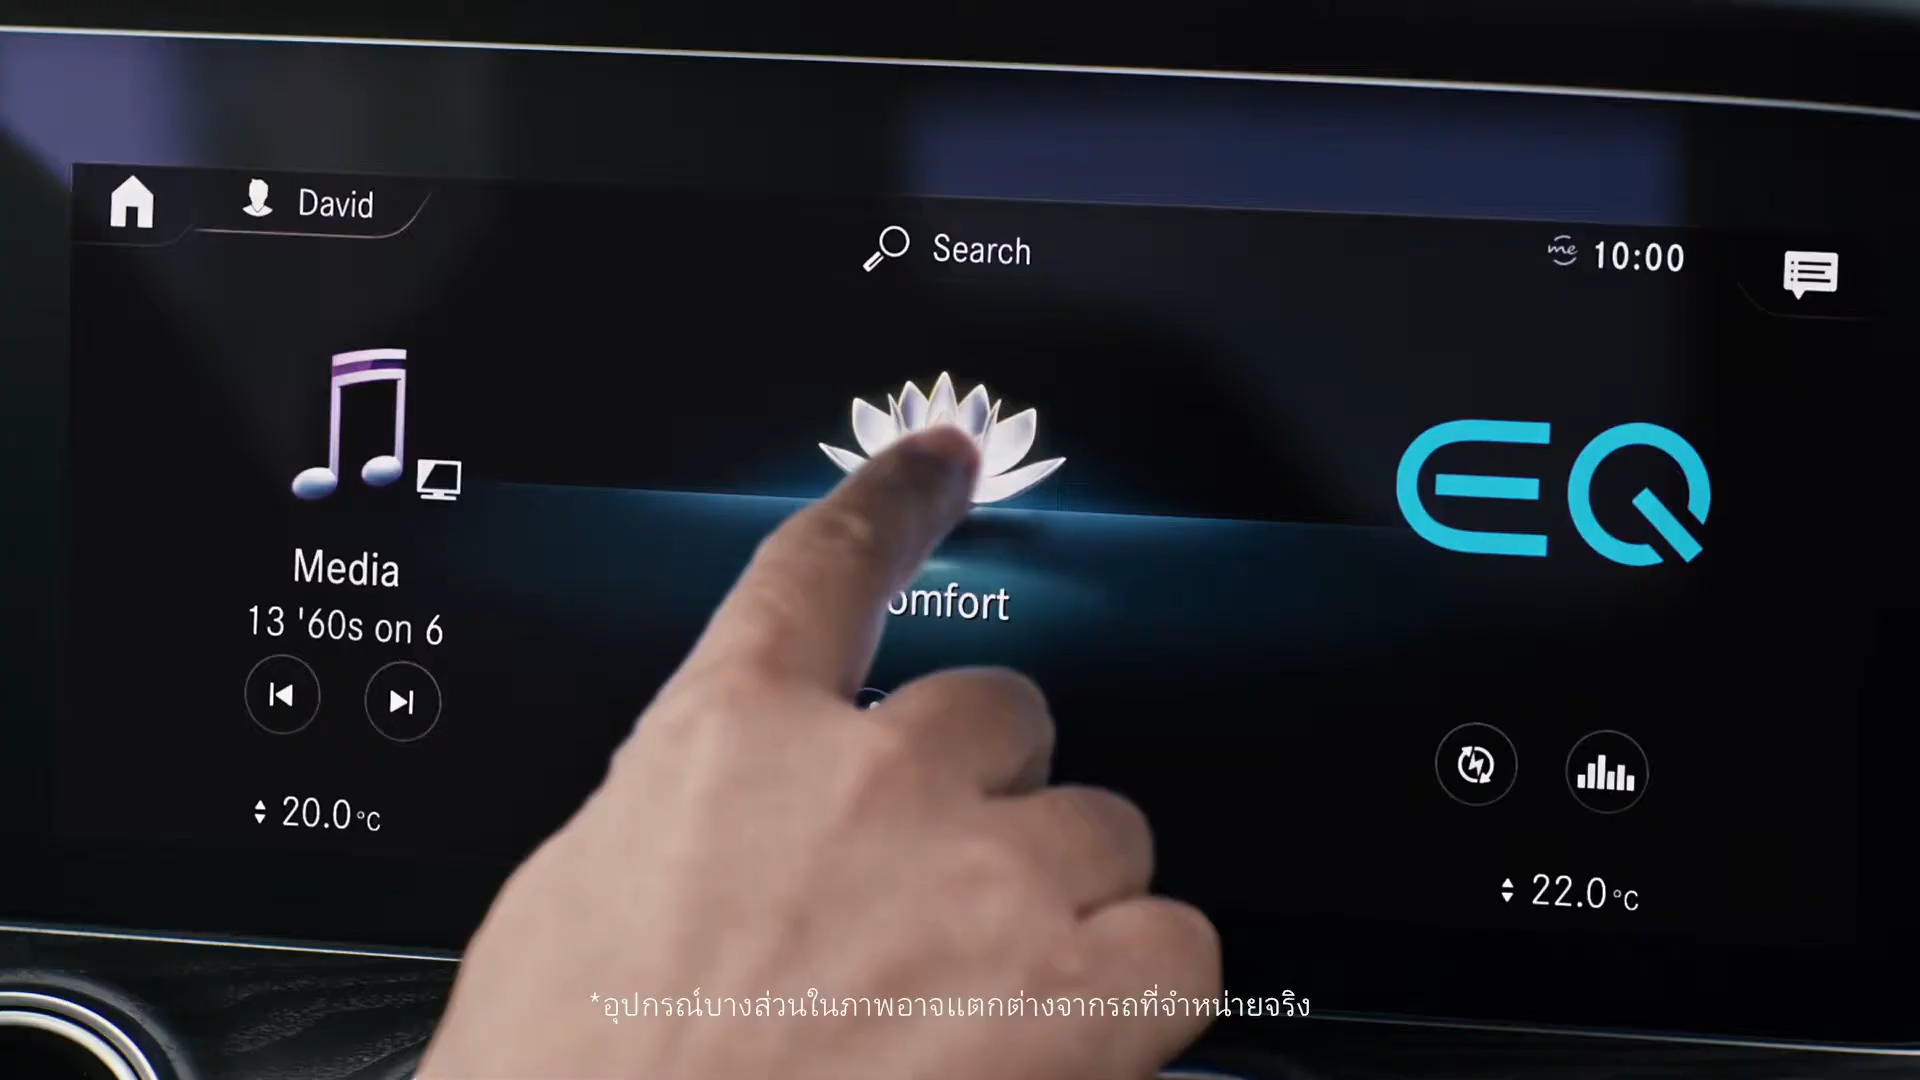 David
Search
me 10:00
Media
13 '60s on 6
omfort
EQ
20.0°C
22.0°C
*อุปกรณ์บางส่วนในภาพอาจแตกต่างจากรถที่จำหน่ายจริง